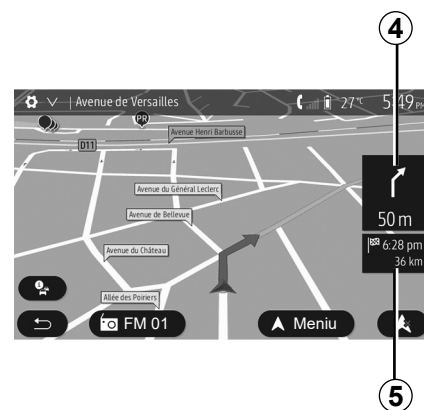 4
Avenue de Versailles
27 °C
5:49 PM
PR
Avenue Henri Barbusse
D11
Avenue du Général Leclerc
Avenue de Bellevue
Avenue du Château
Allée des Poiriers
50 m
6:28 pm
36 km
FM 01
Meniu
5